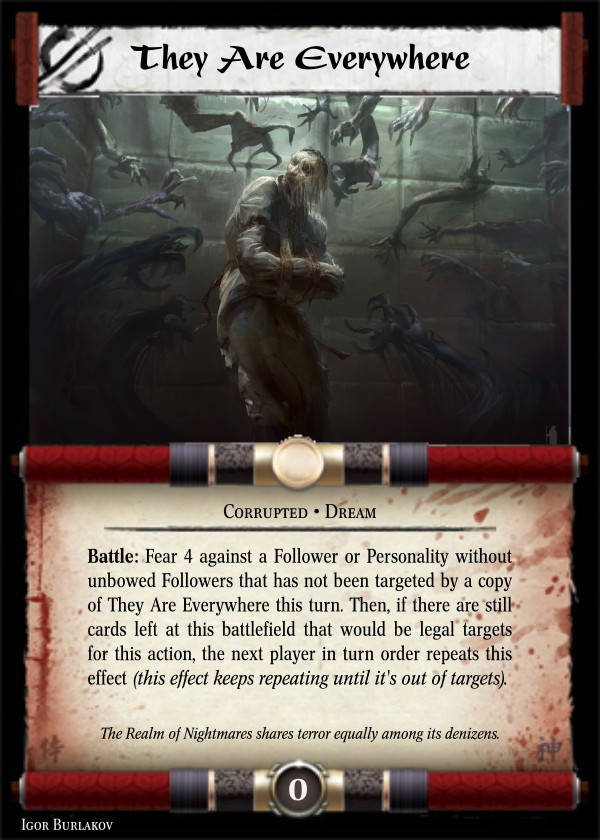 They Are Everywhere
Corrupted • Dream
Battle: Fear 4 against a Follower or Personality without
unbowed Followers that has not been targeted by a copy
of They Are Everywhere this turn. Then, if there are still
cards left at this battlefield that would be legal targets
for this action, the next player in turn order repeats this
effect (this effect keeps repeating until it's out of targets).
The Realm of Nightmares shares terror equally among its denizens.
侍
0
Igor Burlakov